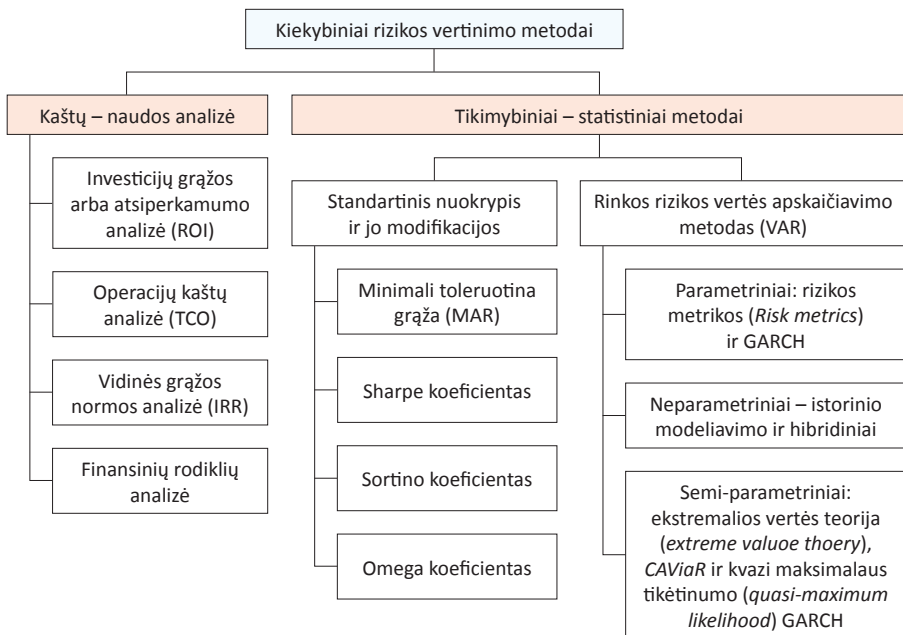 Kiekybiniai rizikos vertinimo metodai
Kaštų – naudos analizė
Investicijų grąžos
arba atsiperkamumo
analizė (ROI)
Operacijų kaštų
analizė (TCO)
Vidinės grąžos
normos analizė (IRR)
Finansinių rodiklių
analizė
Tikimybiniai – statistiniai metodai
Standartinis nuokrypis
ir jo modifikacijos
Minimali toleruotina
grąža (MAR)
Sharpe koeficientas
Sortino koeficientas
Omega koeficientas
Rinkos rizikos vertės apskaičiavimo
metodas (VAR)
Parametriniai: rizikos
metrikos (Risk metrics)
ir GARCH
Neparametriniai – istorinio
modeliavimo ir hibridiniai
Semi-parametriniai:
ekstremalios vertės teorija
(extreme valuoe thoery),
CAViaR ir kvazi maksimalaus
tikėtinumo (quasi-maximum
likelihood) GARCH